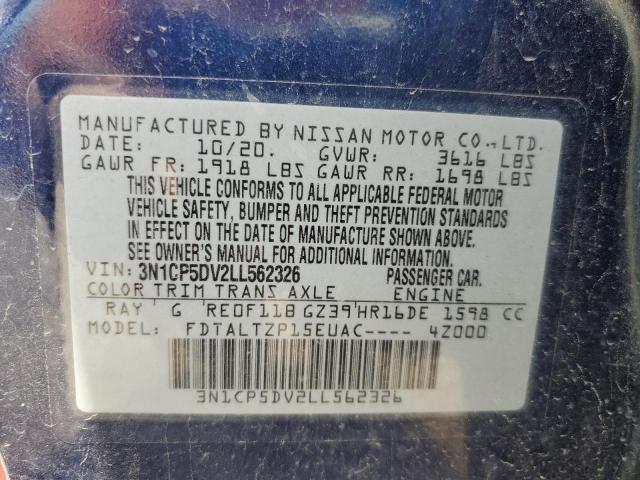 MANUFACTURED BY NISSAN MOTOR CO.,LTD.
DATE: 10/20. GVWR: 3616 LBS
GAWR FR: 1918 LBS GAWR RR: 1698 LBS
THIS VEHICLE CONFORMS TO ALL APPLICABLE FEDERAL MOTOR
VEHICLE SAFETY, BUMPER AND THEFT PREVENTION STANDARDS
IN EFFECT ON THE DATE OF MANUFACTURE SHOWN ABOVE.
SEE OWNER'S MANUAL FOR ADDITIONAL INFORMATION.
VIN: 3N1CP5DV2LL562326 PASSENGER CAR.
COLOR TRIM TRANS AXLE ENGINE
RAY ' G ' RE0F11B GZ39'HR16DE 1598 CC
MODEL: FDTALTZP15EUAC---- 4Z000
3N1CP5DV2LL562326